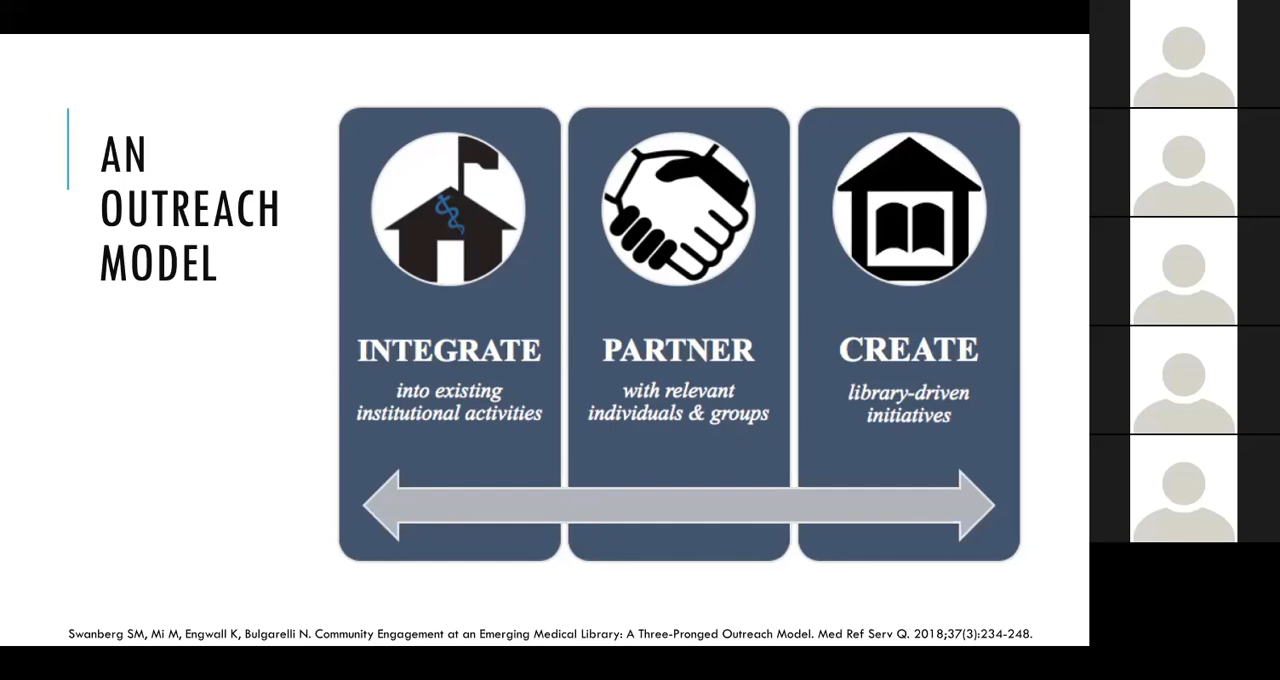 AN
OUTREACH
MODEL
INTEGRATE
into existing
institutional activities
PARTNER
with relevant
individuals & groups
CREATE
library-driven
initiatives
Swanberg SM, Mi M, Engwall K, Bulgarelli N. Community Engagement at an Emerging Medical Library: A Three-Pronged Outreach Model. Med Ref Serv Q. 2018;37(3):234-248.